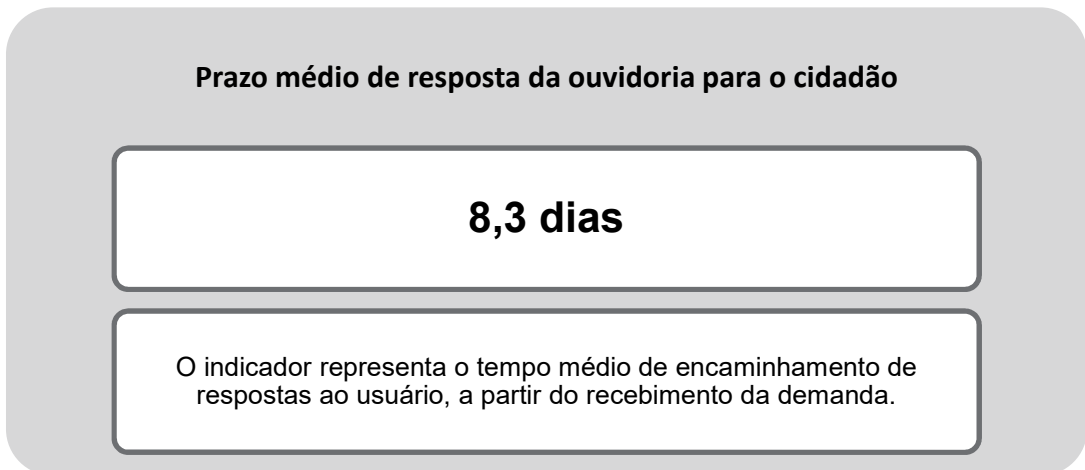 Prazo médio de resposta da ouvidoria para o cidadão
8,3 dias
O indicador representa o tempo médio de encaminhamento de
respostas ao usuário, a partir do recebimento da demanda.